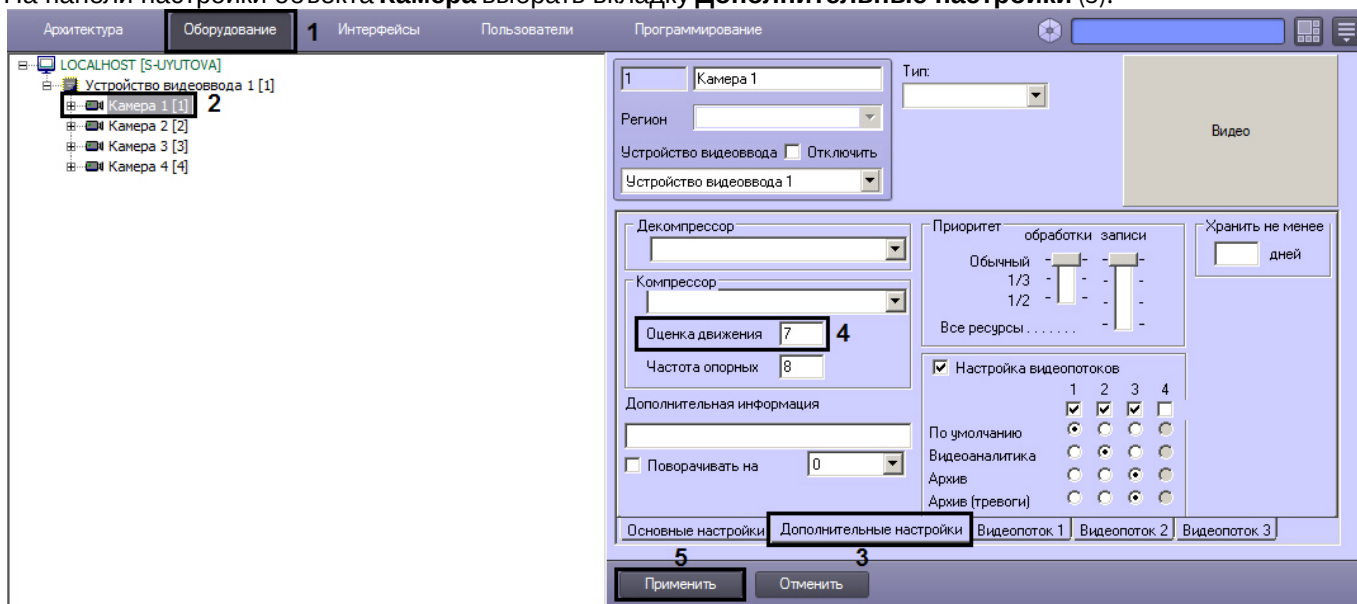 На панели настройки объекта Камера выбрать вкладку Дополнительные настройки (3).
Архитектура Оборудование 1 Интерфейсы Пользователи Программирование
LOCALHOST [S-UYUTOVA]
Устройство видеоввода 1 [1]
Камера 1 [1] 2
Камера 2 [2]
Камера 3 [3]
Камера 4 [4]
1 Камера 1
Регион
Устройство видеоввода Отключить
Устройство видеоввода 1
Тип:
Видео
Декомпрессор
Компрессор
Оценка движения 7 4
Частота опорных 8
Дополнительная информация
Поворачивать на 0
Приоритет
обработки записи
Обычный
1/3
1/2
Все ресурсы . . . . . . .
Хранить не менее
дней
Настройка видеопотоков
1 2 3 4
По умолчанию
Видеоаналитика
Архив
Архив (тревоги)
Основные настройки Дополнительные настройки Видеопоток 1 Видеопоток 2 Видеопоток 3
5 3
Применить Отменить